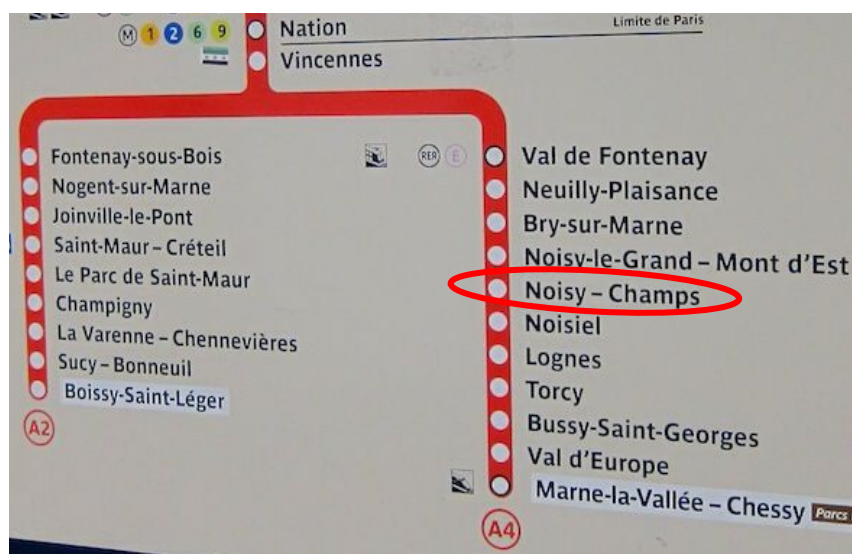 M 1 2 6 9 Nation
Limite de Paris
Vincennes
Fontenay-sous-Bois
Nogent-sur-Marne
Joinville-le-Pont
Saint-Maur – Créteil
Le Parc de Saint-Maur
Champigny
La Varenne – Chennevières
Sucy – Bonneuil
Boissy-Saint-Léger
A2
RER E Val de Fontenay
Neuilly-Plaisance
Bry-sur-Marne
Noisy-le-Grand – Mont d'Est
Noisy – Champs
Noisiel
Lognes
Torcy
Bussy-Saint-Georges
Val d'Europe
Marne-la-Vallée – Chessy Parcs
A4